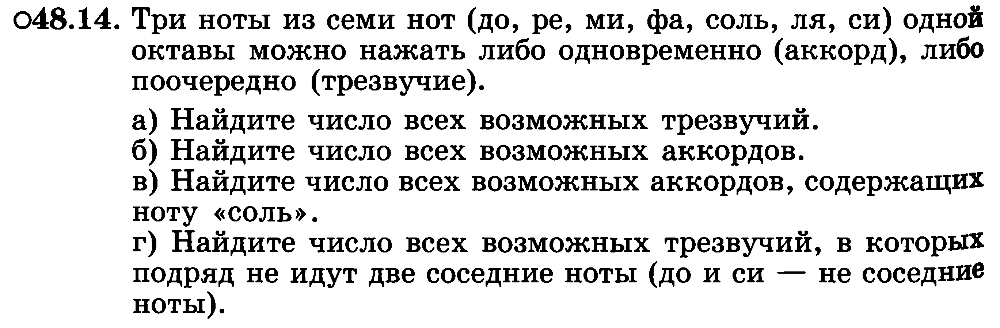 ○48.14. Три ноты из семи нот (до, ре, ми, фа, соль, ля, си) одной
октавы можно нажать либо одновременно (аккорд), либо
поочередно (трезвучие).
а) Найдите число всех возможных трезвучий.
б) Найдите число всех возможных аккордов.
в) Найдите число всех возможных аккордов, содержащих
ноту «соль».
г) Найдите число всех возможных трезвучий, в которых
подряд не идут две соседние ноты (до и си — не соседние
ноты).